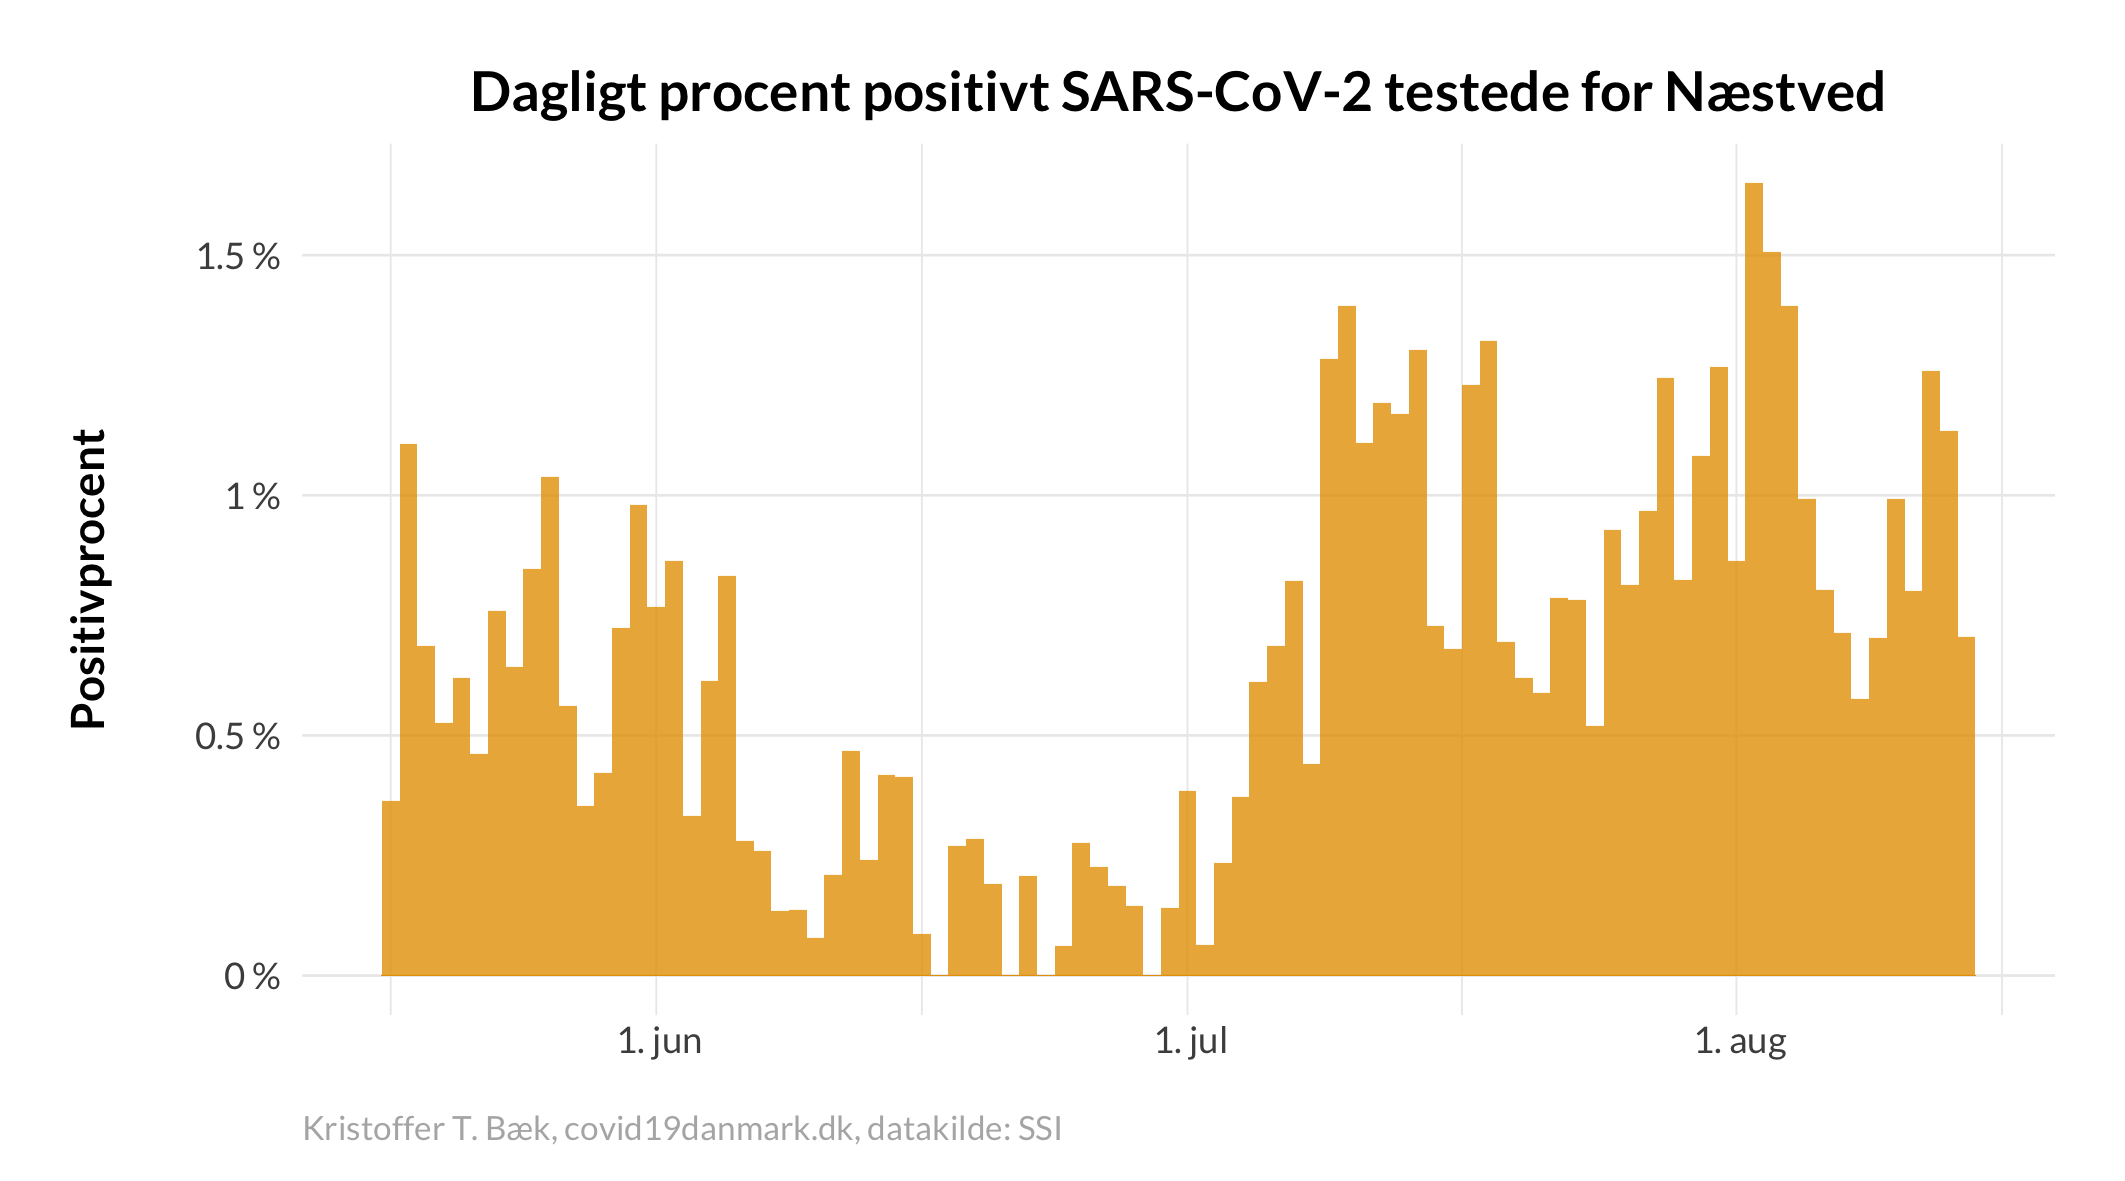 Dagligt procent positivt SARS-CoV-2 testede for Næstved
Positivprocent
1.5 %
1 %
0.5 %
0 %
1. jun
1. jul
1. aug
Kristoffer T. Bæk, covid19danmark.dk, datakilde: SSI